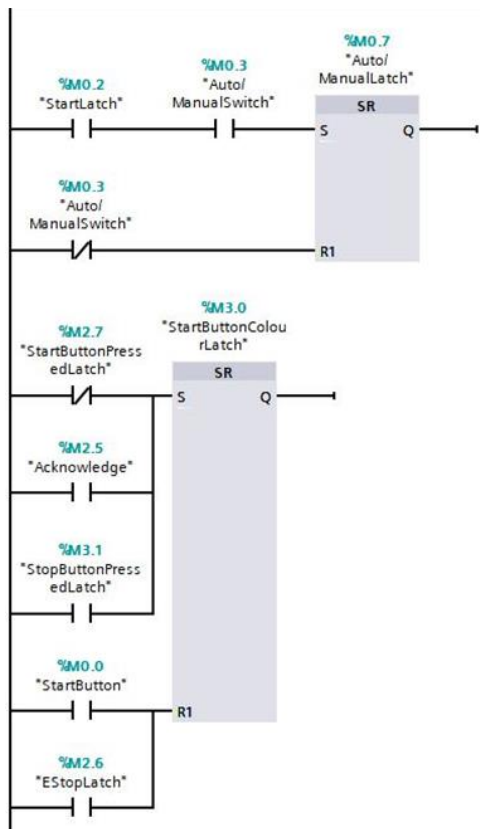 %M0.7
"Auto/
ManualLatch"
%M0.2
"StartLatch"
%M0.3
"Auto/
ManualSwitch"
SR
S
Q
%M0.3
"Auto/
ManualSwitch"
R1
%M3.0
"StartButtonColou
rLatch"
%M2.7
"StartButtonPress
edLatch"
SR
S
Q
%M2.5
"Acknowledge"
%M3.1
"StopButtonPress
edLatch"
%M0.0
"StartButton"
R1
%M2.6
"EStopLatch"